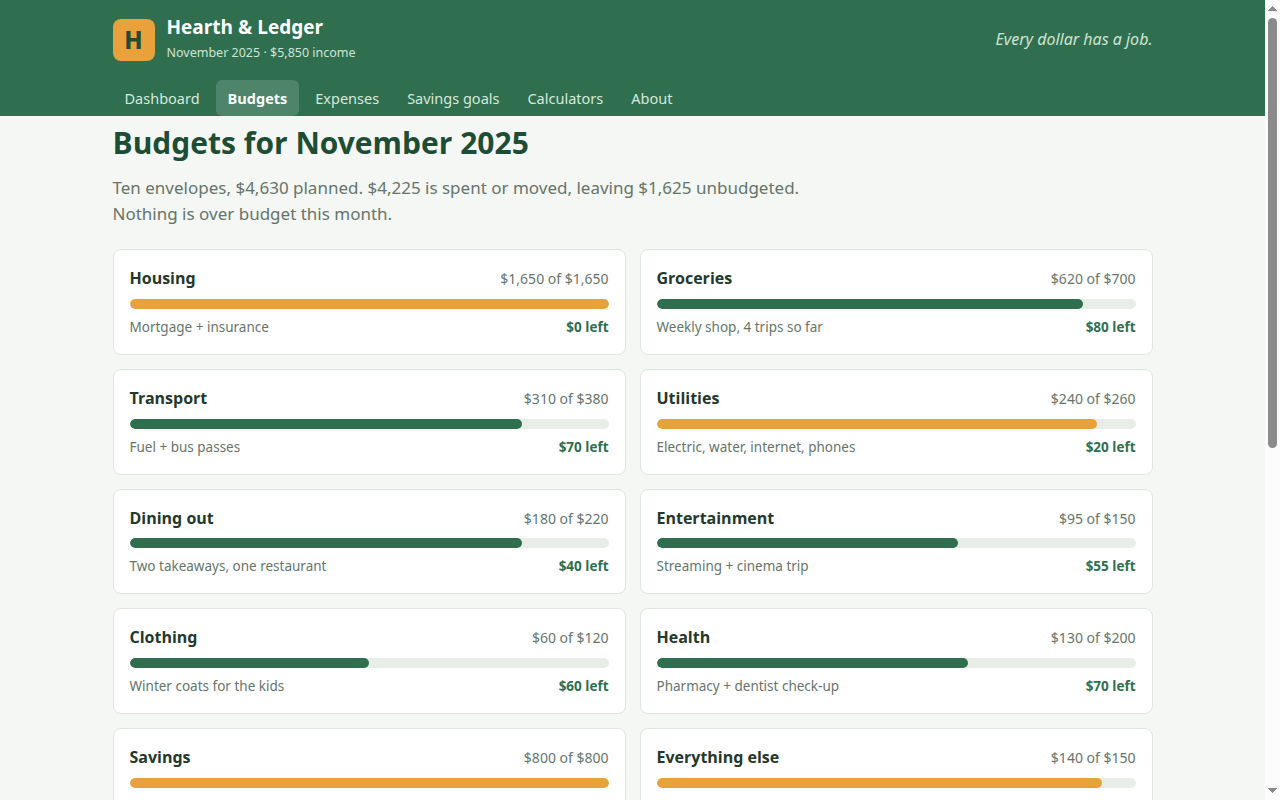 H
Hearth & Ledger
November 2025 · $5,850 income
Every dollar has a job.
Dashboard Budgets Expenses Savings goals Calculators About
Budgets for November 2025
Ten envelopes, $4,630 planned. $4,225 is spent or moved, leaving $1,625 unbudgeted.
Nothing is over budget this month.
Housing $1,650 of $1,650
Mortgage + insurance $0 left
Groceries $620 of $700
Weekly shop, 4 trips so far $80 left
Transport $310 of $380
Fuel + bus passes $70 left
Utilities $240 of $260
Electric, water, internet, phones $20 left
Dining out $180 of $220
Two takeaways, one restaurant $40 left
Entertainment $95 of $150
Streaming + cinema trip $55 left
Clothing $60 of $120
Winter coats for the kids $60 left
Health $130 of $200
Pharmacy + dentist check-up $70 left
Savings $800 of $800
Everything else $140 of $150